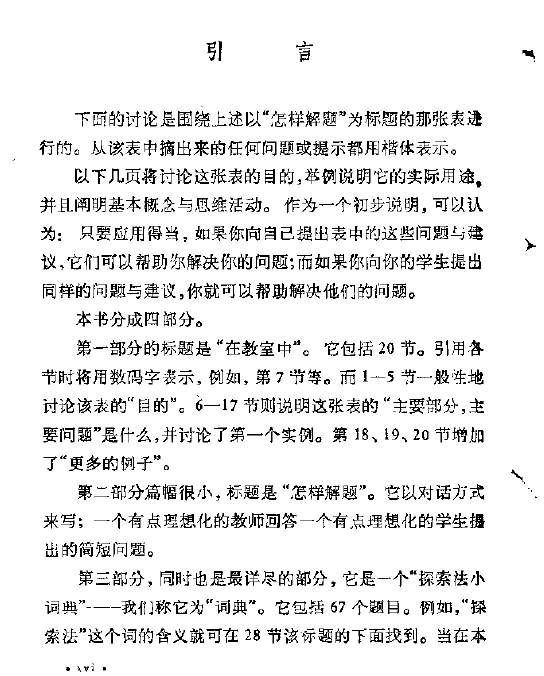 引 言
下面的讨论是围绕上述以“怎样解题”为标题的那张表进
行的。从该表中摘出来的任何问题或提示都用楷体表示。
以下几页将讨论这张表的目的,举例说明它的实际用途,
并且阐明基本概念与思维活动。作为一个初步说明,可以认
为：只要应用得当,如果你向自己提出表中的这些问题与建
议,它们可以帮助你解决你的问题;而如果你向你的学生提出
同样的问题与建议,你就可以帮助解决他们的问题。
本书分成四部分。
第一部分的标题是“在教室中”。它包括 20 节。引用各
节时将用数码字表示,例如,第 7 节等。而 1—5 节一般性地
讨论该表的“目的”。6—17 节则说明这张表的“主要部分,主
要问题”是什么,并讨论了第一个实例。第 18、19、20 节增加
了“更多的例子”。
第二部分篇幅很小,标题是“怎样解题”。它以对话方式
来写；一个有点理想化的教师回答一个有点理想化的学生提
出的简短问题。
第三部分,同时也是最详尽的部分,它是一个“探索法小
词典”-——我们称它为“词典”。它包括 67 个题目。例如,“探
索法”这个词的含义就可在 28 节该标题的下面找到。当在本
• vi •